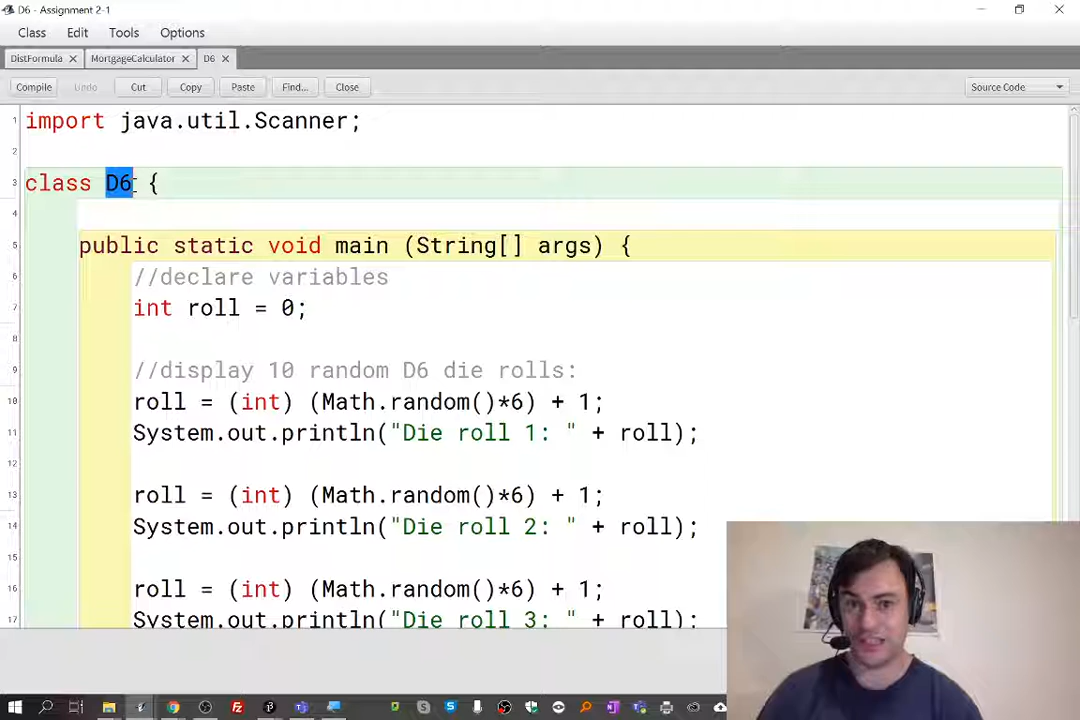 D6 - Assignment 2-1
Class Edit Tools Options
DistFormula MortgageCalculator D6
Compile Undo Cut Copy Paste Find... Close Source Code
1 import java.util.Scanner;
2
3 class D6 {
4
5 public static void main (String[] args) {
6 //declare variables
7 int roll = 0;
8
9 //display 10 random D6 die rolls:
10 roll = (int) (Math.random()*6) + 1;
11 System.out.println("Die roll 1: " + roll);
12
13 roll = (int) (Math.random()*6) + 1;
14 System.out.println("Die roll 2: " + roll);
15
16 roll = (int) (Math.random()*6) + 1;
17 System.out.println("Die roll 3: " + roll);